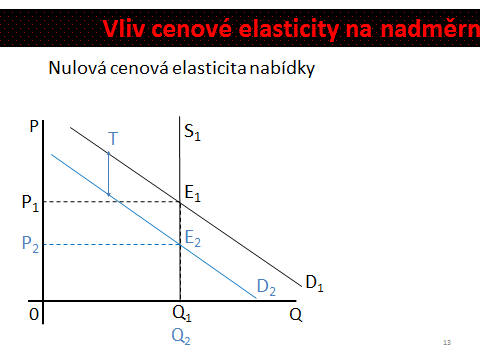 Vliv cenové elasticity na nadměrn
Nulová cenová elasticita nabídky
P
T
S1
P1
E1
P2
E2
D2
D1
0
Q1
Q
Q2
13